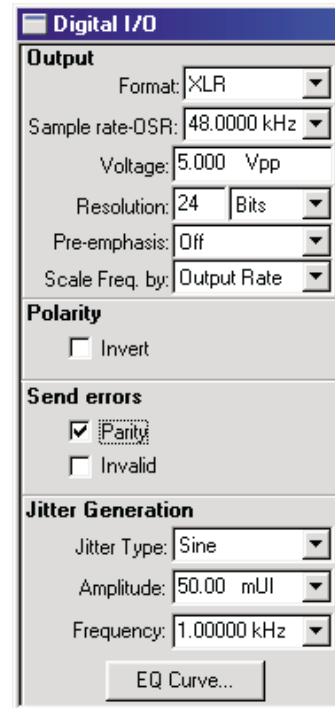 Digital I/O
Output
Format: XLR
Sample rate-OSR: 48.0000 kHz
Voltage: 5.000 Vpp
Resolution: 24 Bits
Pre-emphasis: Off
Scale Freq. by: Output Rate
Polarity
Invert
Send errors
Parity
Invalid
Jitter Generation
Jitter Type: Sine
Amplitude: 50.00 mUI
Frequency: 1.00000 kHz
EQ Curve...